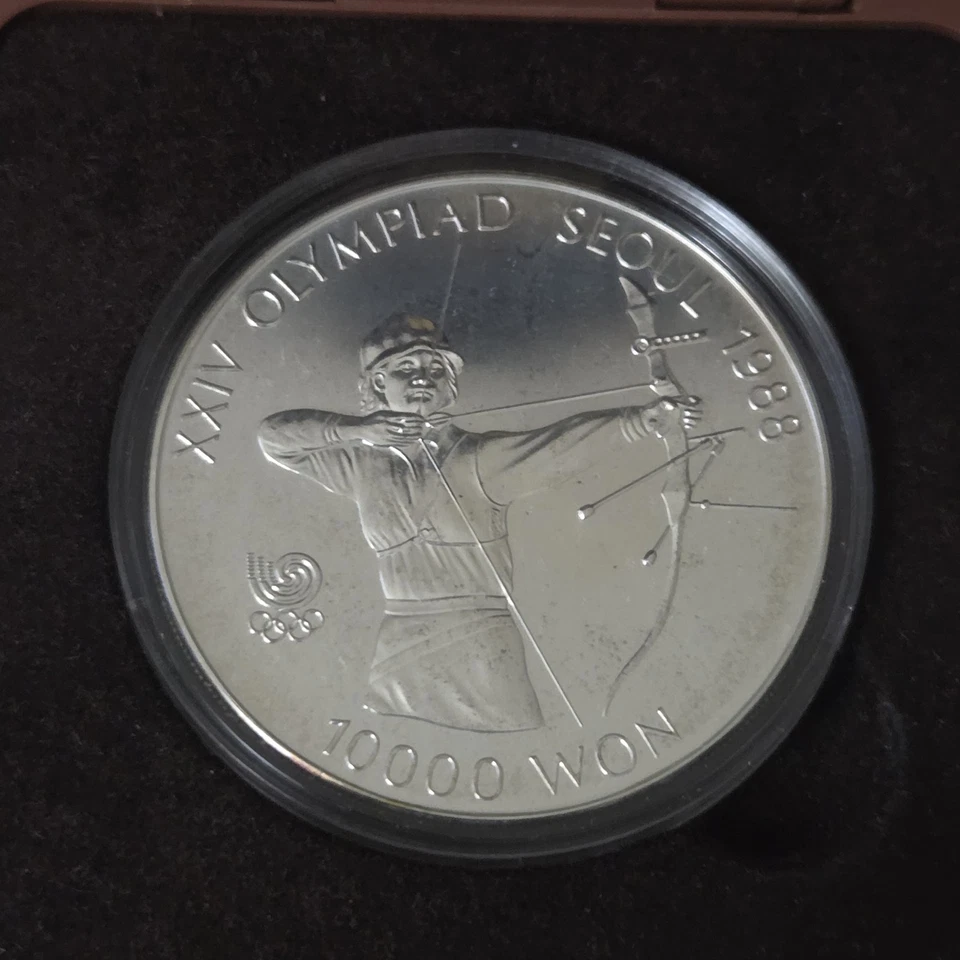 XXIV OLYMPIAD SEOUL 1988
10000 WON